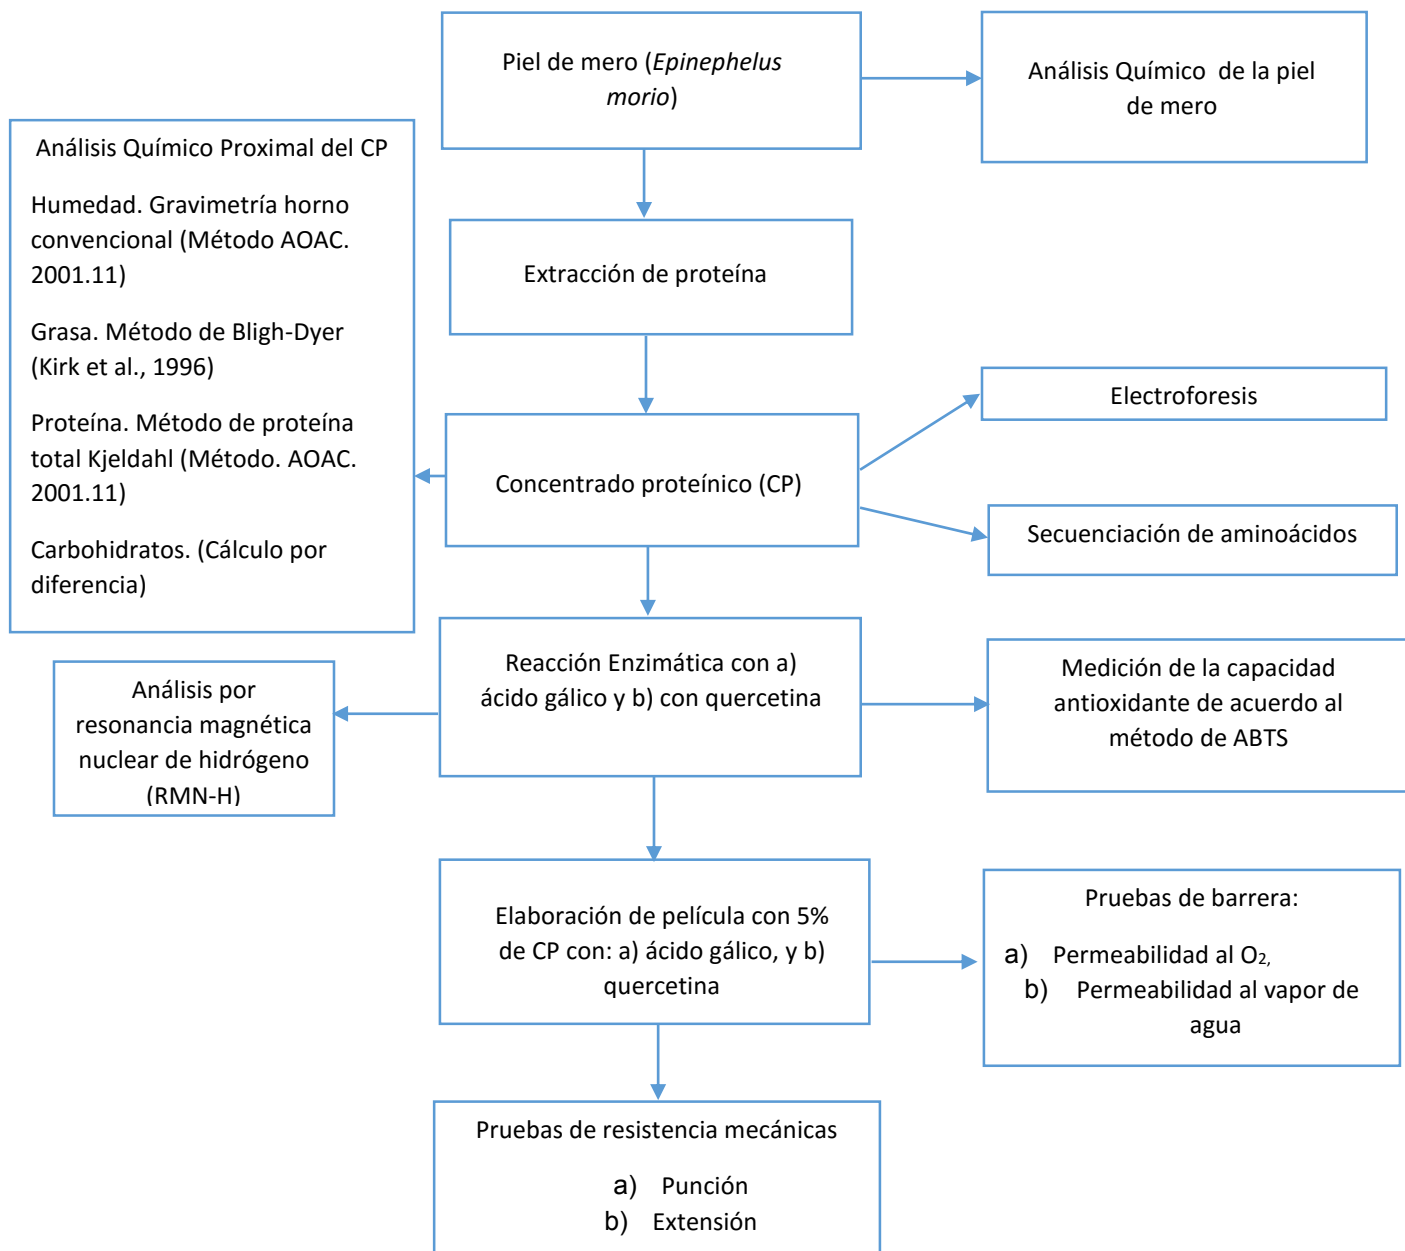 Piel de mero (Epinephelus
morio)
Análisis Químico  de la piel
de mero
Análisis Químico Proximal del CP
Humedad. Gravimetría horno
convencional (Método AOAC.
2001.11)
Grasa. Método de Bligh-Dyer
(Kirk et al., 1996)
Proteína. Método de proteína
total Kjeldahl (Método. AOAC.
2001.11)
Carbohidratos. (Cálculo por
diferencia)
Extracción de proteína
Concentrado proteínico (CP)
Electroforesis
Secuenciación de aminoácidos
Reacción Enzimática con a)
ácido gálico y b) con quercetina
Análisis por
resonancia magnética
nuclear de hidrógeno
(RMN-H)
Medición de la capacidad
antioxidante de acuerdo al
método de ABTS
Elaboración de película con 5%
de CP con: a) ácido gálico, y b)
quercetina
Pruebas de barrera:
a) Permeabilidad al O2,
b) Permeabilidad al vapor de
agua
Pruebas de resistencia mecánicas
a) Punción
b) Extensión